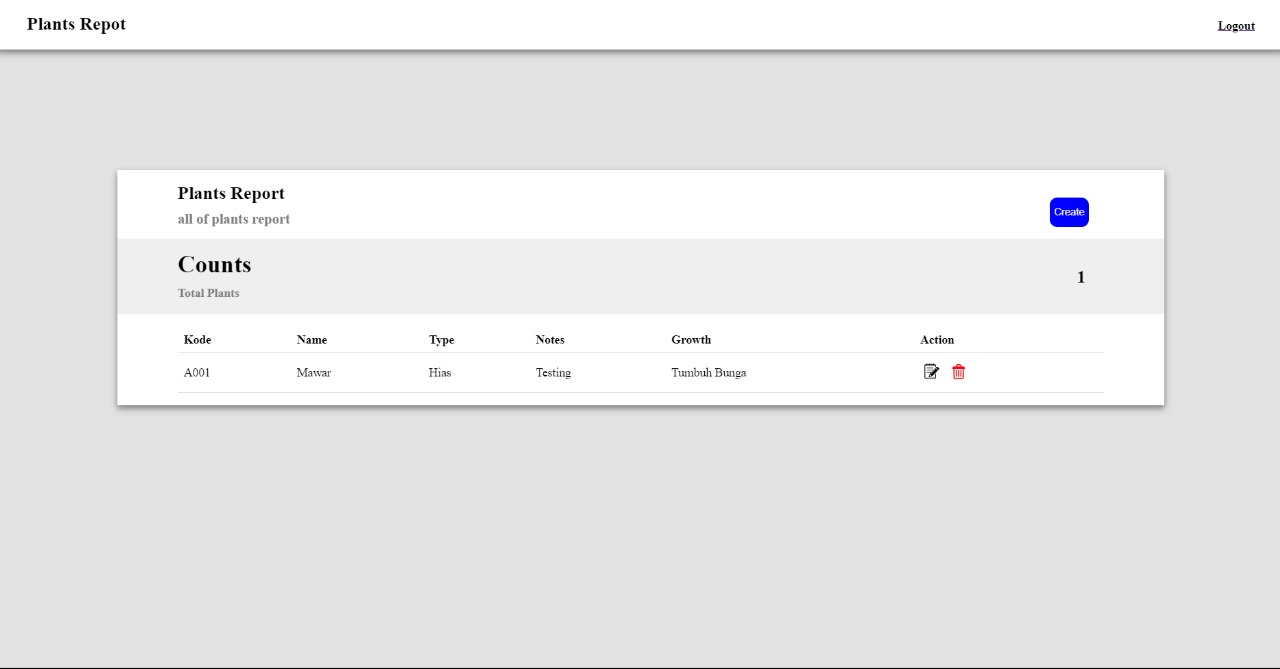 Plants Repot
Logout
Plants Report
all of plants report
Create
Counts
Total Plants
1
Kode Name Type Notes Growth Action
A001 Mawar Hias Testing Tumbuh Bunga